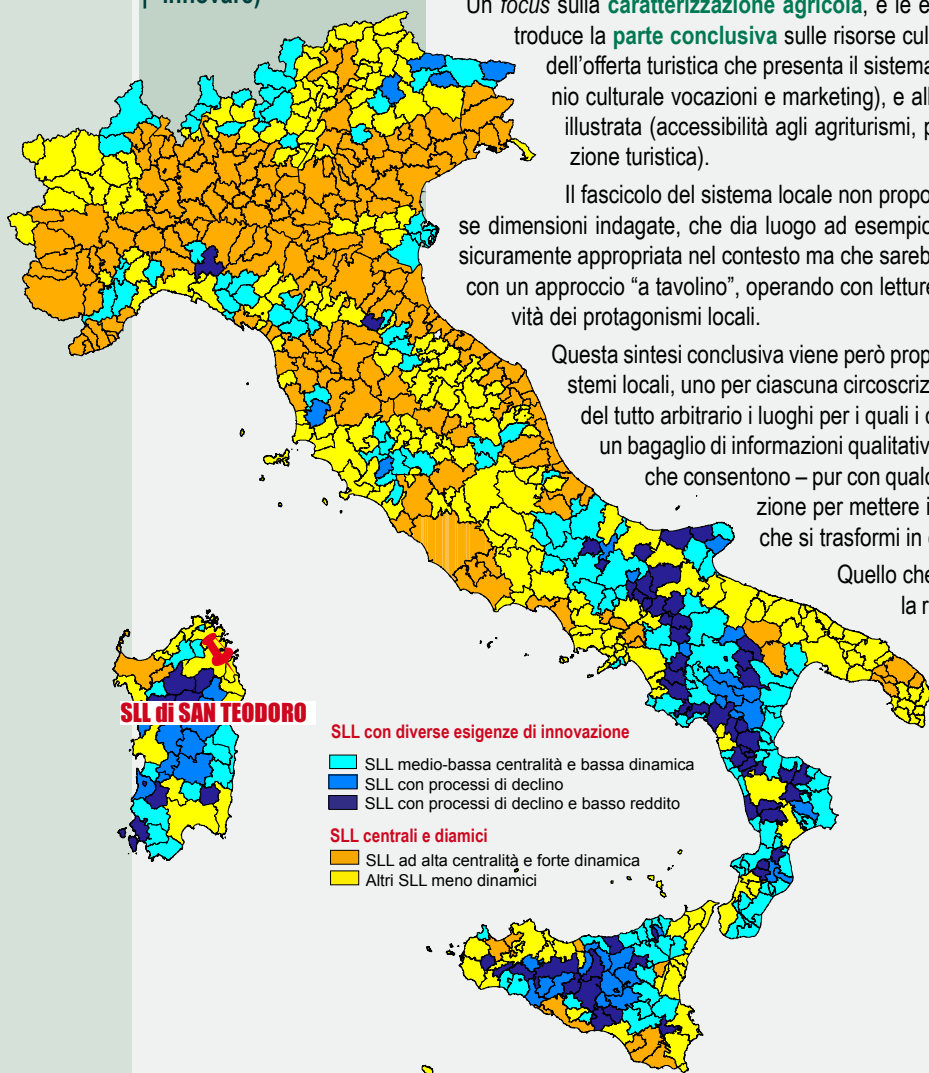 innovare)
Un focus sulla caratterizzazione agricola, e le e
troduce la parte conclusiva sulle risorse cul
dell'offerta turistica che presenta il sistema
nio culturale vocazioni e marketing), e all
illustrata (accessibilità agli agriturismi, p
zione turistica).
Il fascicolo del sistema locale non propo
se dimensioni indagate, che dia luogo ad esempio
sicuramente appropriata nel contesto ma che sareb
con un approccio "a tavolino", operando con letture
vità dei protagonismi locali.
Questa sintesi conclusiva viene però prop
stemi locali, uno per ciascuna circoscriz
del tutto arbitrario i luoghi per i quali i
un bagaglio di informazioni qualitativ
che consentono – pur con qualc
zione per mettere i
che si trasformi in
Quello che
la r
SLL di SAN TEODORO
SLL con diverse esigenze di innovazione
SLL medio-bassa centralità e bassa dinamica
SLL con processi di declino
SLL con processi di declino e basso reddito
SLL centrali e diamici
SLL ad alta centralità e forte dinamica
Altri SLL meno dinamici